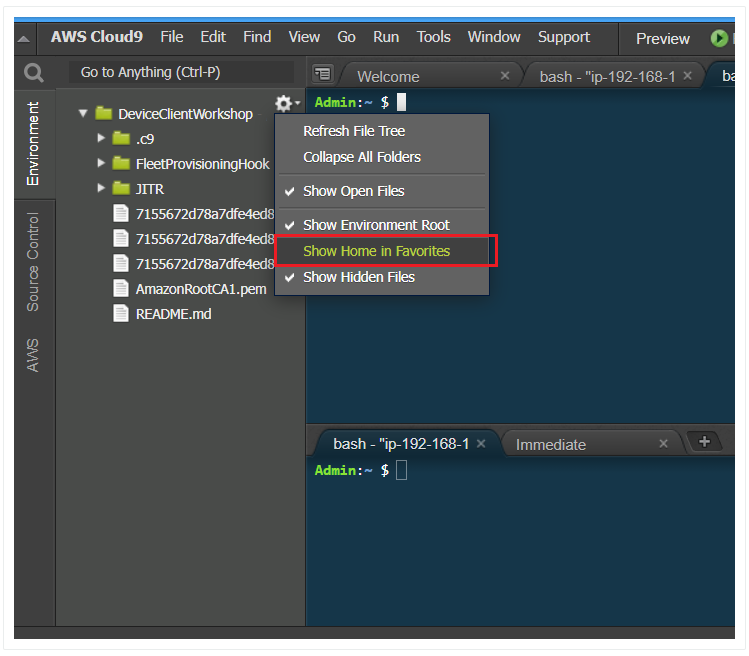 AWS Cloud9 File Edit Find View Go Run Tools Window Support Preview
Go to Anything (Ctrl-P)
Welcome × bash - "ip-192-168-1 × ba
Environment
Source Control
AWS
DeviceClientWorkshop
.c9
FleetProvisioningHook
JITR
7155672d78a7dfe4ed8
7155672d78a7dfe4ed8
7155672d78a7dfe4ed8
AmazonRootCA1.pem
README.md
Admin:~ $
Refresh File Tree
Collapse All Folders
Show Open Files
Show Environment Root
Show Home in Favorites
Show Hidden Files
bash - "ip-192-168-1 × Immediate × +
Admin:~ $